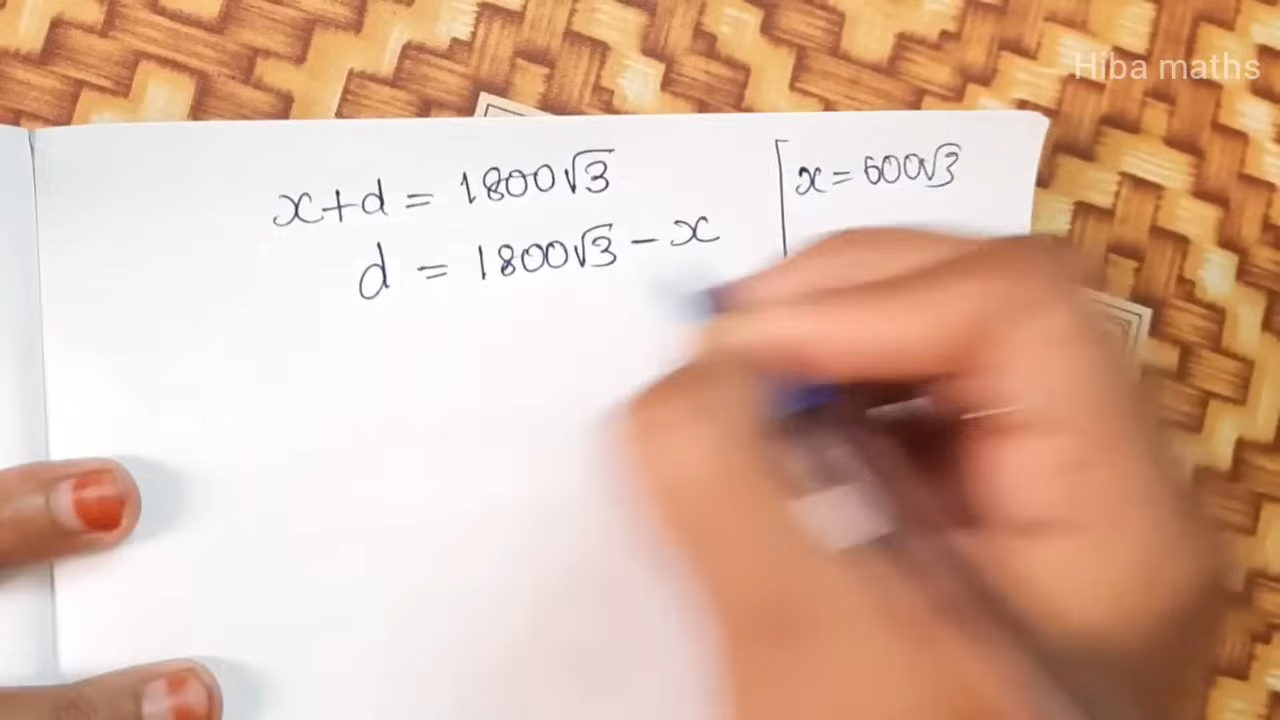 Hiba maths
x+d = 1800√3
x = 600√3
d = 1800√3 - x